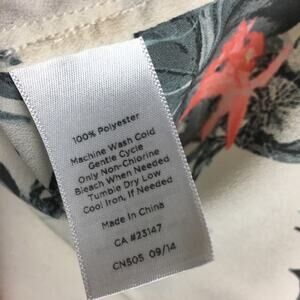 100% Polyester
Machine Wash Cold
Gentle Cycle
Only Non-Chlorine
Bleach When Needed
Tumble Dry Low
Cool Iron, If Needed
Made In China
CA #23147
CN505 09/14